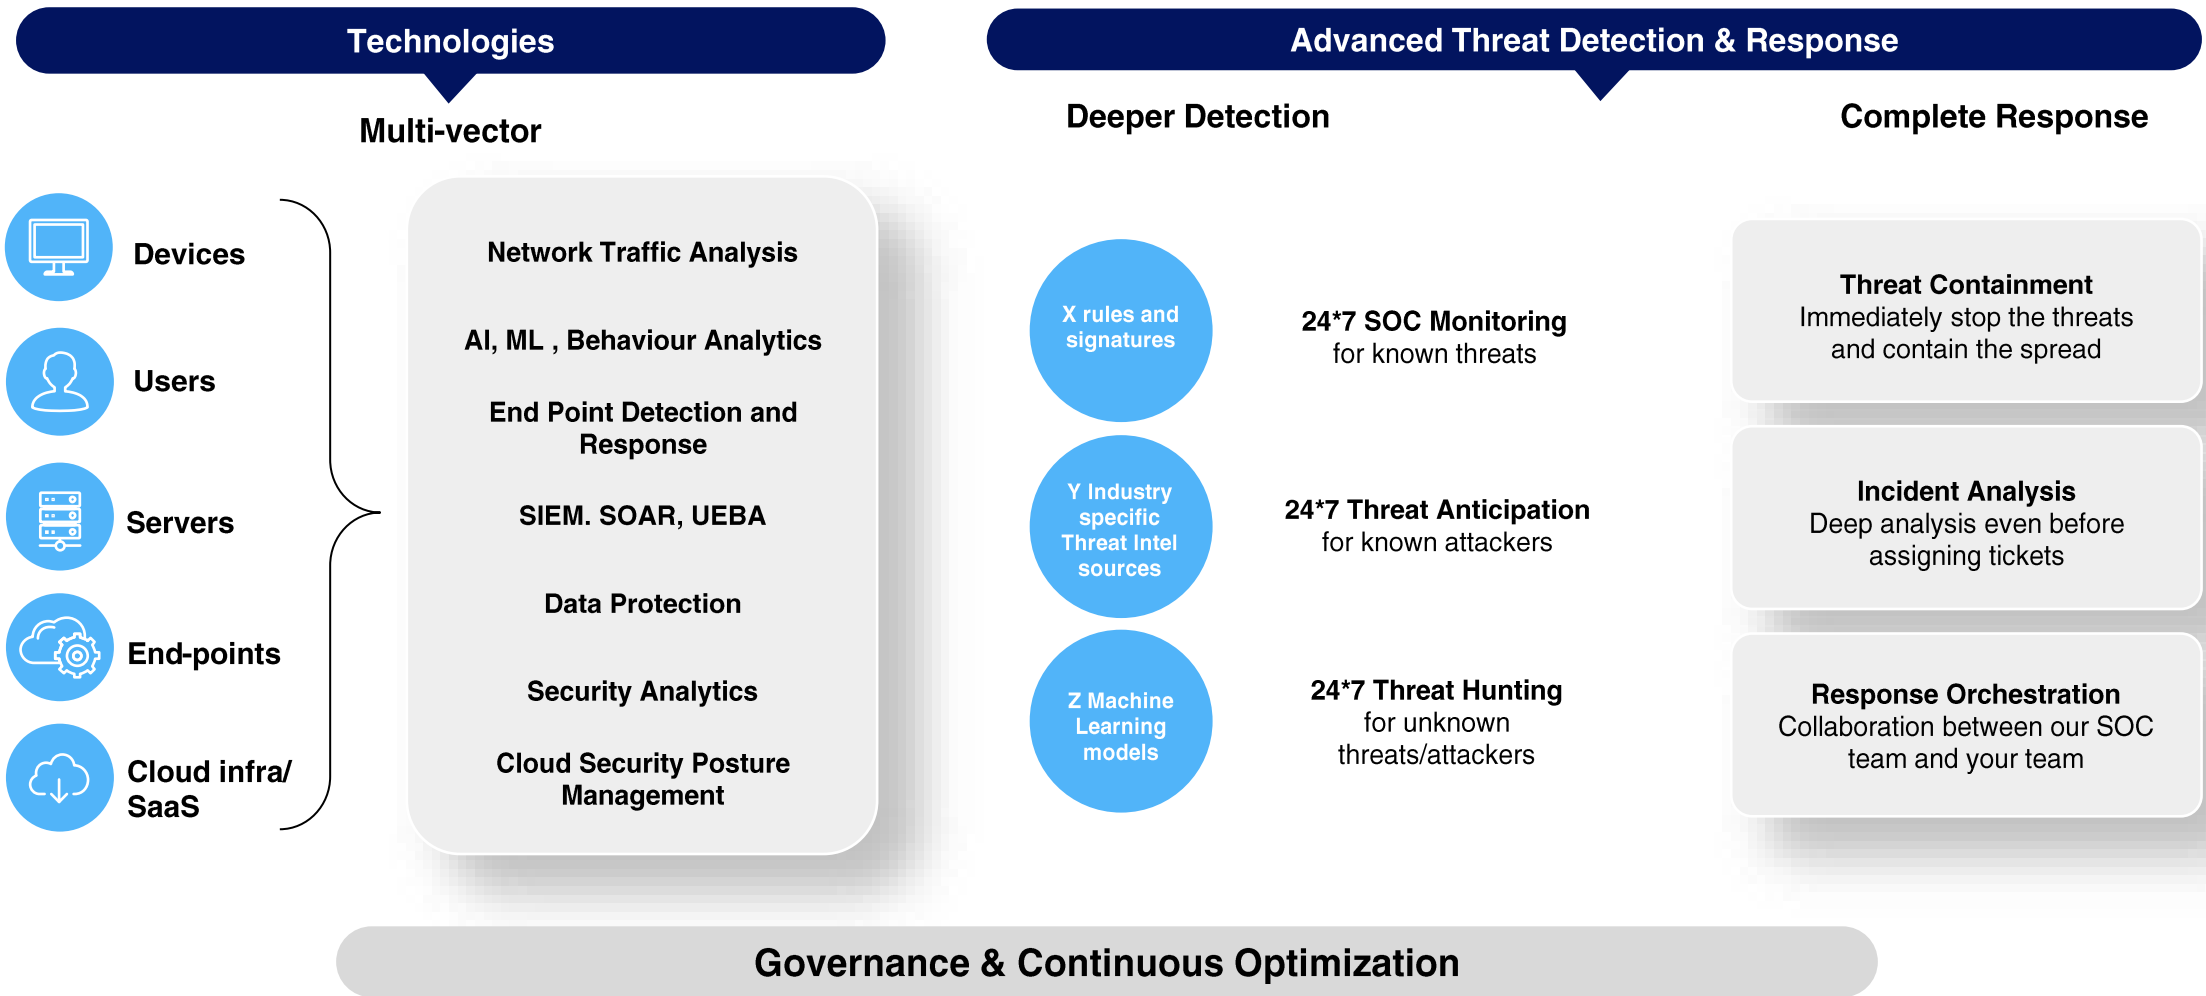 Technologies
Multi-vector
Devices
Users
Servers
End-points
Cloud infra/
SaaS
Network Traffic Analysis
AI, ML , Behaviour Analytics
End Point Detection and
Response
SIEM. SOAR, UEBA
Data Protection
Security Analytics
Cloud Security Posture
Management
Advanced Threat Detection & Response
Deeper Detection
X rules and
signatures
24*7 SOC Monitoring
for known threats
Y Industry
specific
Threat Intel
sources
24*7 Threat Anticipation
for known attackers
Z Machine
Learning
models
24*7 Threat Hunting
for unknown
threats/attackers
Complete Response
Threat Containment
Immediately stop the threats
and contain the spread
Incident Analysis
Deep analysis even before
assigning tickets
Response Orchestration
Collaboration between our SOC
team and your team
Governance & Continuous Optimization